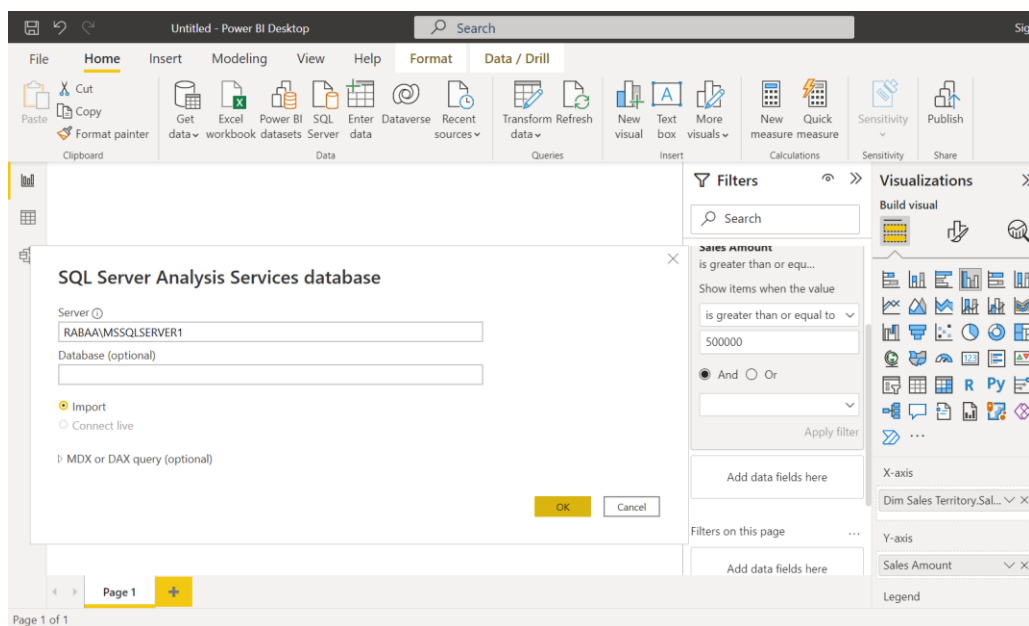 Untitled - Power BI Desktop
Search
Sig
File Home Insert Modeling View Help Format Data / Drill
Paste
Cut
Copy
Format painter
Get data
Excel workbook
Power BI datasets
SQL Server
Enter data
Dataverse
Recent sources
Transform data
Refresh
New visual
Text box
More visuals
New measure
Quick measure
Sensitivity
Publish
Clipboard Data Queries Insert Calculations Sensitivity Share
SQL Server Analysis Services database
Server
RABAA\MSSQLSERVER1
Database (optional)
Import
Connect live
MDX or DAX query (optional)
OK Cancel
Filters
Search
Sales Amount
is greater than or equ...
Show items when the value
is greater than or equal to
500000
And Or
Apply filter
Add data fields here
Filters on this page ...
Add data fields here
Visualizations
Build visual
123
R Py
...
X-axis
Dim Sales Territory.Sal...
Y-axis
Sales Amount
Legend
Page 1
Page 1 of 1